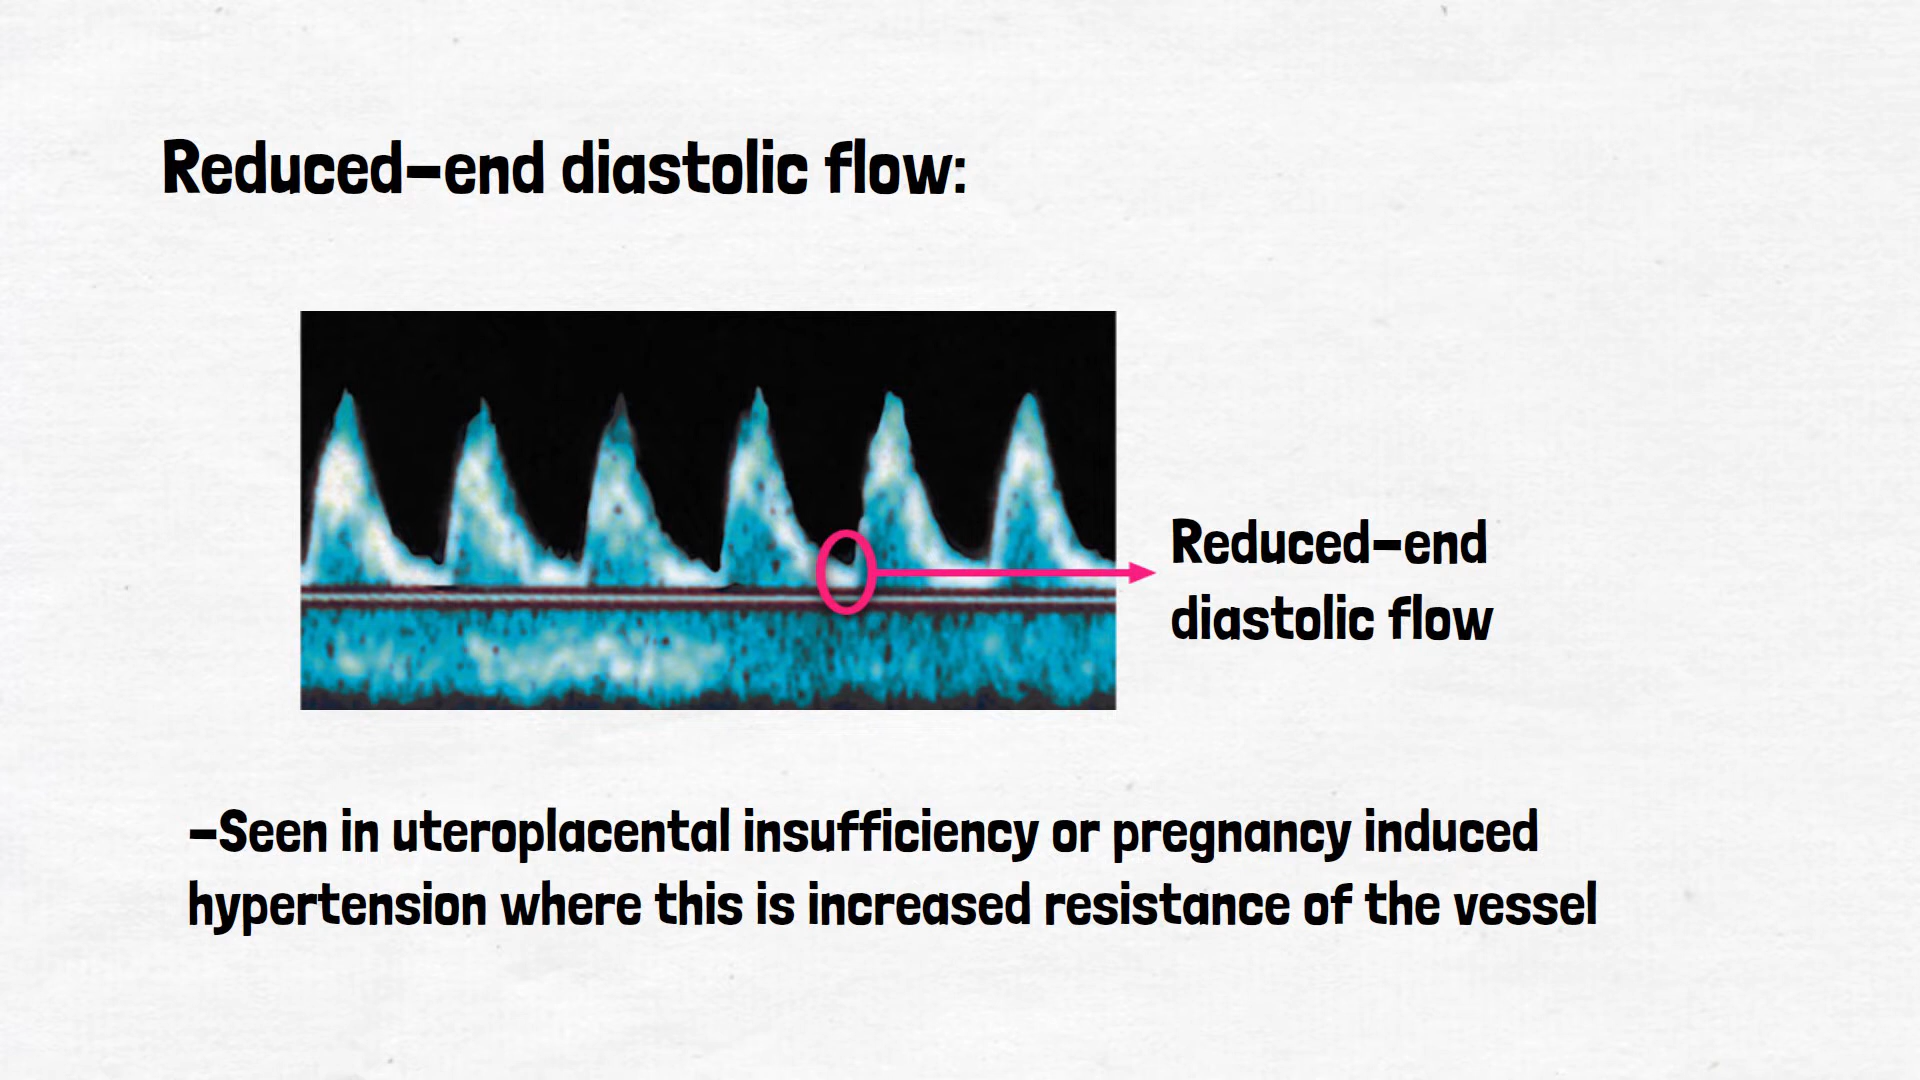 Reduced-end diastolic flow:
Reduced-end
diastolic flow
-Seen in uteroplacental insufficiency or pregnancy induced
hypertension where this is increased resistance of the vessel